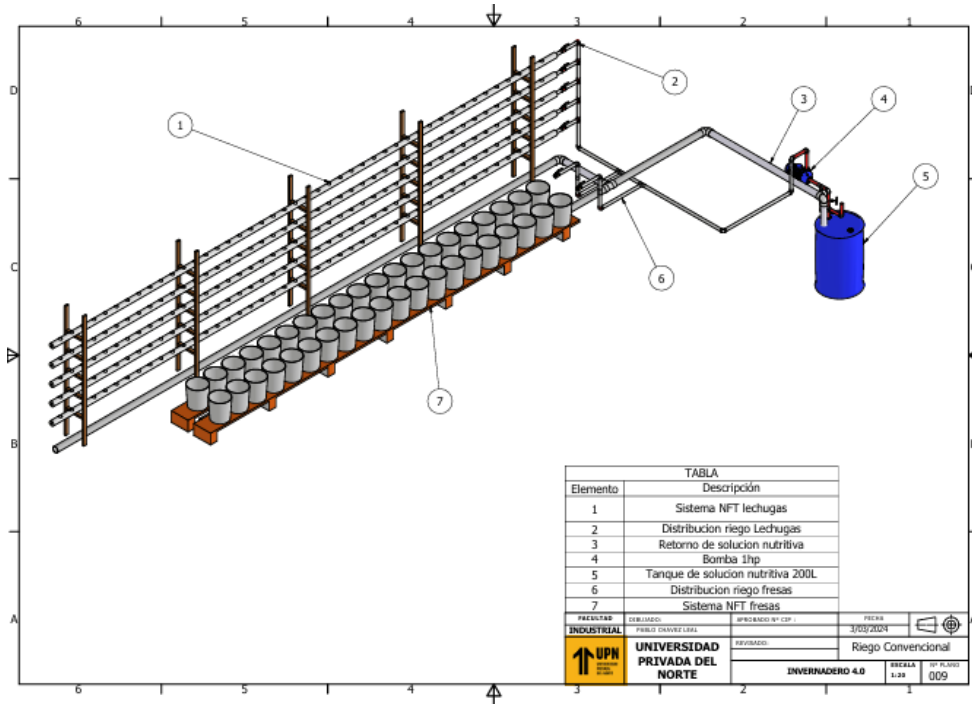 6 5 4 3 2 1
D
C
B
A
1
2
3
4
5
6
7
TABLA
Elemento Descripción
1 Sistema NFT lechugas
2 Distribucion riego Lechugas
3 Retorno de solucion nutritiva
4 Bomba 1hp
5 Tanque de solucion nutritiva 200L
6 Distribucion riego fresas
7 Sistema NFT fresas
FACULTAD DIBUJADO: APROBADO Nº CIP : FECHA
INDUSTRIAL PABLO CHAVEZ LEAL 3/03/2024
UPN UNIVERSIDAD PRIVADA DEL NORTE REVISADO: Riego Convencional
INVERNADERO 4.0 ESCALA 1:20 Nº PLANO 009
6 5 4 3 2 1